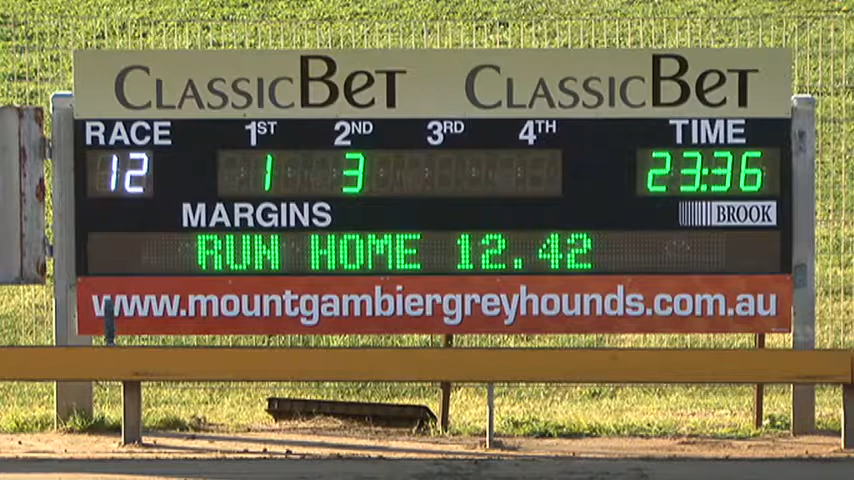 CLASSICBET CLASSICBET
RACE 1ST 2ND 3RD 4TH TIME
12 1 3 23:36
MARGINS BROOK
RUN HOME 12.42
www.mountgambiergreyhounds.com.au